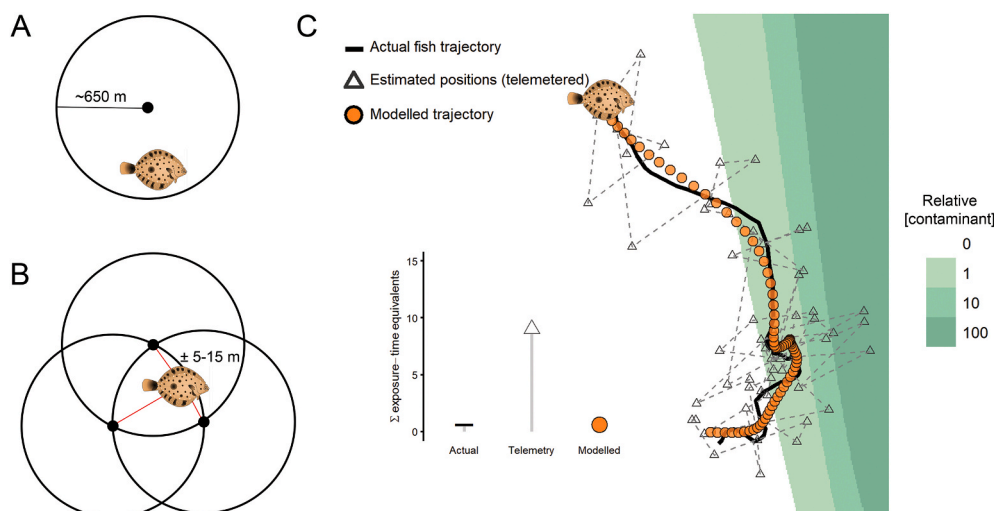 A
~650 m
B
± 5-15 m
C
Actual fish trajectory
Estimated positions (telemetered)
Modelled trajectory
Σ exposure– time equivalents
15
10
5
0
Actual
Telemetry
Modelled
Relative
[contaminant]
0
1
10
100